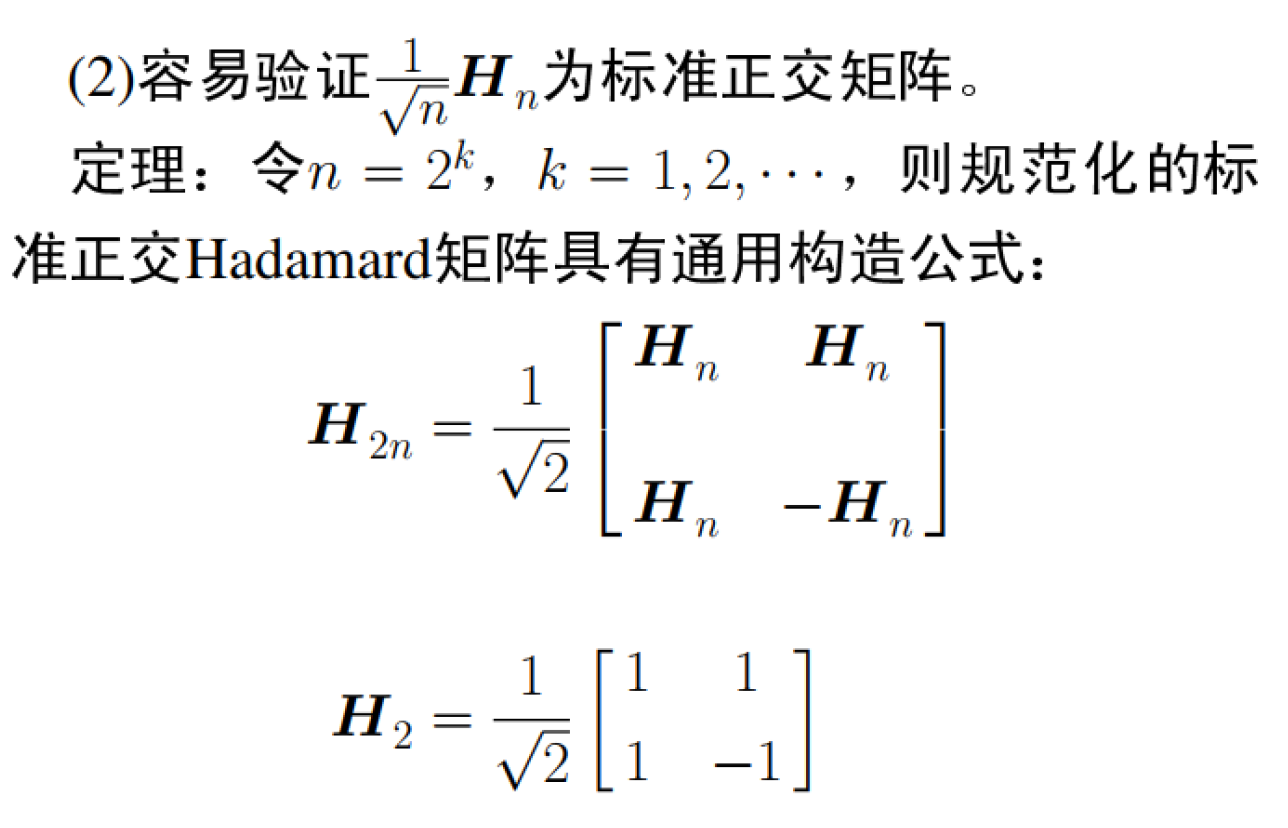 (2)容易验证$\frac{1}{\sqrt{n}}\boldsymbol{H}_n$为标准正交矩阵。
定理：令$n = 2^k$，$k = 1, 2, \cdots$，则规范化的标
准正交Hadamard矩阵具有通用构造公式：
$\boldsymbol{H}_{2n} = \frac{1}{\sqrt{2}} \begin{bmatrix} \boldsymbol{H}_n & \boldsymbol{H}_n \\ \boldsymbol{H}_n & -\boldsymbol{H}_n \end{bmatrix}$
$\boldsymbol{H}_2 = \frac{1}{\sqrt{2}} \begin{bmatrix} 1 & 1 \\ 1 & -1 \end{bmatrix}$